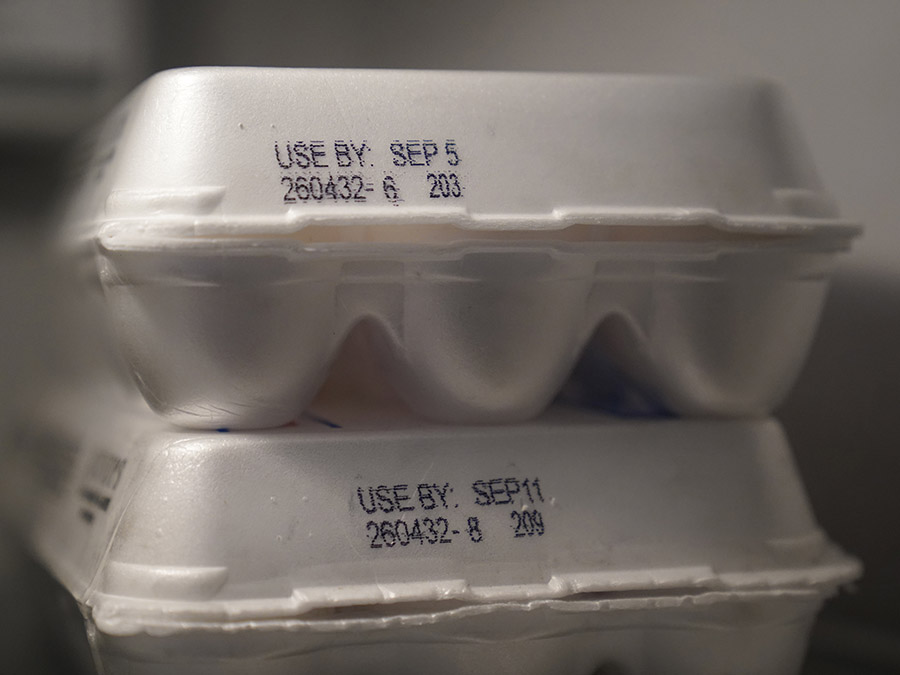 USE BY: SEP 5
260432-6 203
USE BY: SEP11
260432-8 209